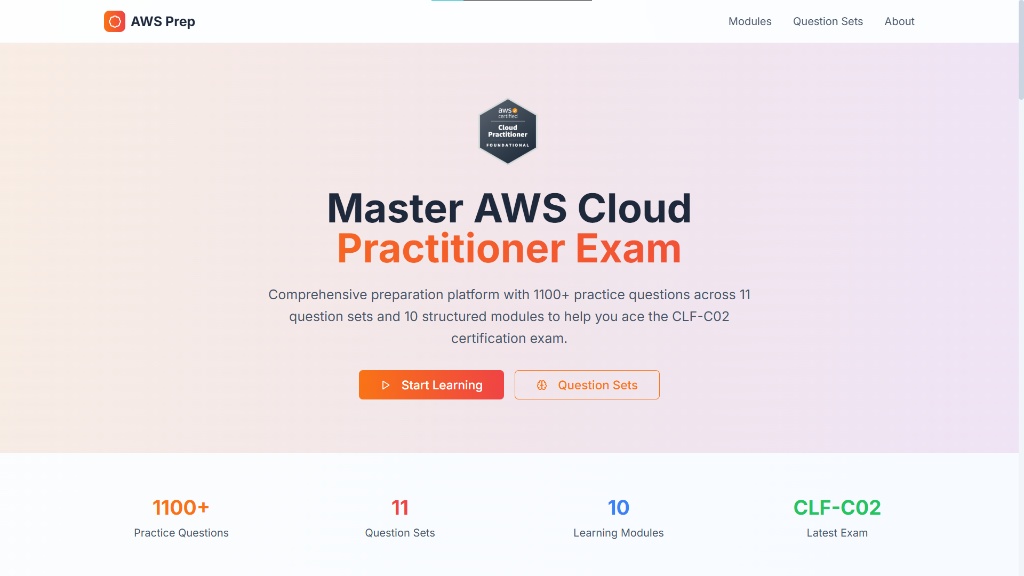 AWS Prep
Modules
Question Sets
About
aws
certified
Cloud
Practitioner
FOUNDATIONAL
Master AWS Cloud
Practitioner Exam
Comprehensive preparation platform with 1100+ practice questions across 11
question sets and 10 structured modules to help you ace the CLF-C02
certification exam.
Start Learning
Question Sets
1100+
Practice Questions
11
Question Sets
10
Learning Modules
CLF-C02
Latest Exam